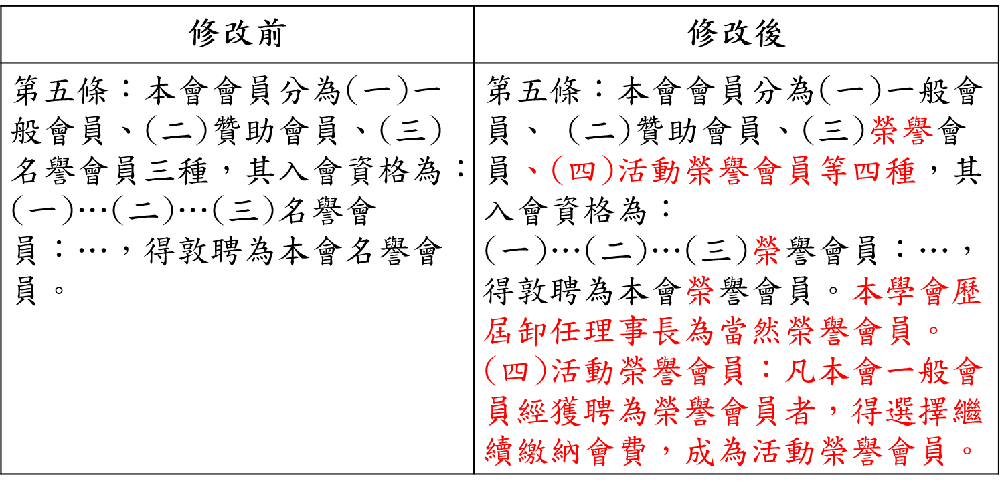 修改前
修改後
第五條：本會會員分為(一)一
般會員、(二)贊助會員、(三)
名譽會員三種，其入會資格為：
(一)…(二)…(三)名譽會
員：…，得敦聘為本會名譽會
員。
第五條：本會會員分為(一)一般會
員、 (二)贊助會員、(三)榮譽會
員、(四)活動榮譽會員等四種，其
入會資格為：
(一)…(二)…(三)榮譽會員：…，
得敦聘為本會榮譽會員。本學會歷
屆卸任理事長為當然榮譽會員。
(四)活動榮譽會員：凡本會一般會
員經獲聘為榮譽會員者，得選擇繼
續繳納會費，成為活動榮譽會員。